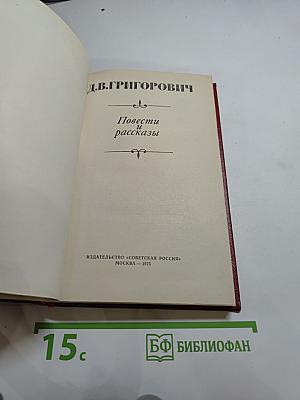 Д.В.ГРИГОРОВИЧ
Повести
и
рассказы
ИЗДАТЕЛЬСТВО «СОВЕТСКАЯ РОССИЯ»
МОСКВА — 1975
15с
БФ БИБЛИОФАН